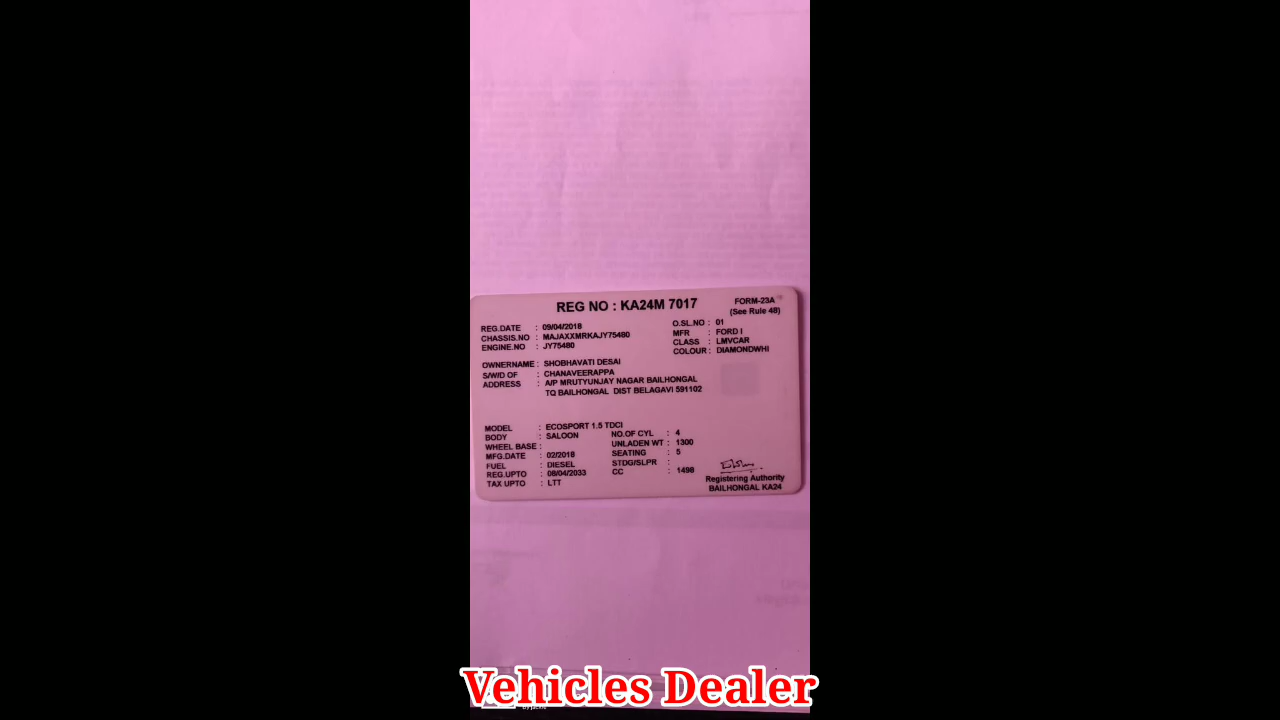 REG NO : KA24M 7017
FORM-23A
(See Rule 48)
REG.DATE : 09/04/2018
O.SL.NO : 01
CHASSIS.NO : MAJAXXMRKAJY75480
MFR : FORD I
ENGINE.NO : JY75480
CLASS : LMVCAR
COLOUR : DIAMONDWHI
OWNERNAME : SHOBHAVATI DESAI
S/W/D OF : CHANAVEERAPPA
ADDRESS : A/P MRUTYUNJAY NAGAR BAILHONGAL
TQ BAILHONGAL DIST BELAGAVI 591102
MODEL : ECOSPORT 1.5 TDCI
BODY : SALOON
NO.OF CYL : 4
WHEEL BASE :
UNLADEN WT : 1300
MFG.DATE : 02/2018
SEATING : 5
FUEL : DIESEL
STDG/SLPR :
REG.UPTO : 08/04/2033
CC : 1498
TAX UPTO : LTT
Registering Authority
BAILHONGAL KA24
Vehicles Dealer